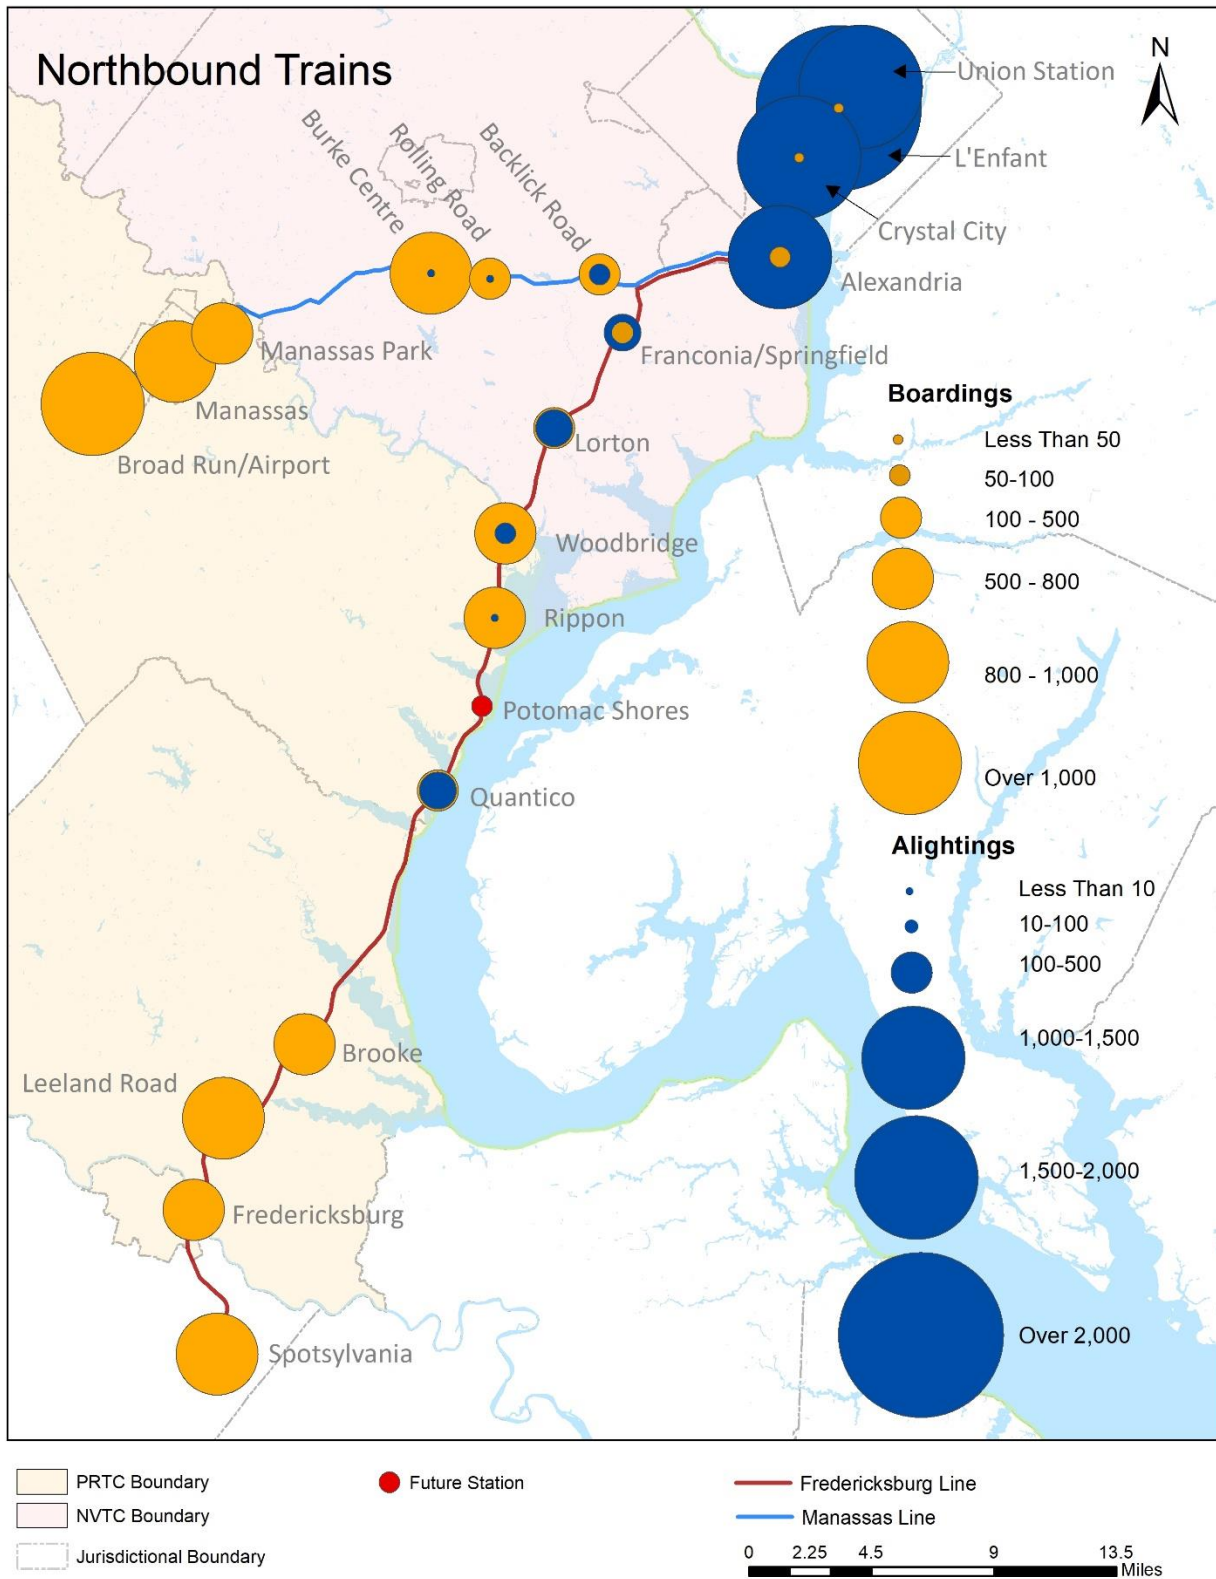 Northbound Trains
N
Union Station
L'Enfant
Crystal City
Alexandria
Burke Centre
Rolling Road
Backlick Road
Manassas Park
Franconia/Springfield
Manassas
Broad Run/Airport
Lorton
Woodbridge
Rippon
Potomac Shores
Quantico
Brooke
Leeland Road
Fredericksburg
Spotsylvania
Boardings
Less Than 50
50-100
100 - 500
500 - 800
800 - 1,000
Over 1,000
Alightings
Less Than 10
10-100
100-500
1,000-1,500
1,500-2,000
Over 2,000
PRTC Boundary
NVTC Boundary
Jurisdictional Boundary
Future Station
Fredericksburg Line
Manassas Line
0 2.25 4.5 9 13.5
Miles